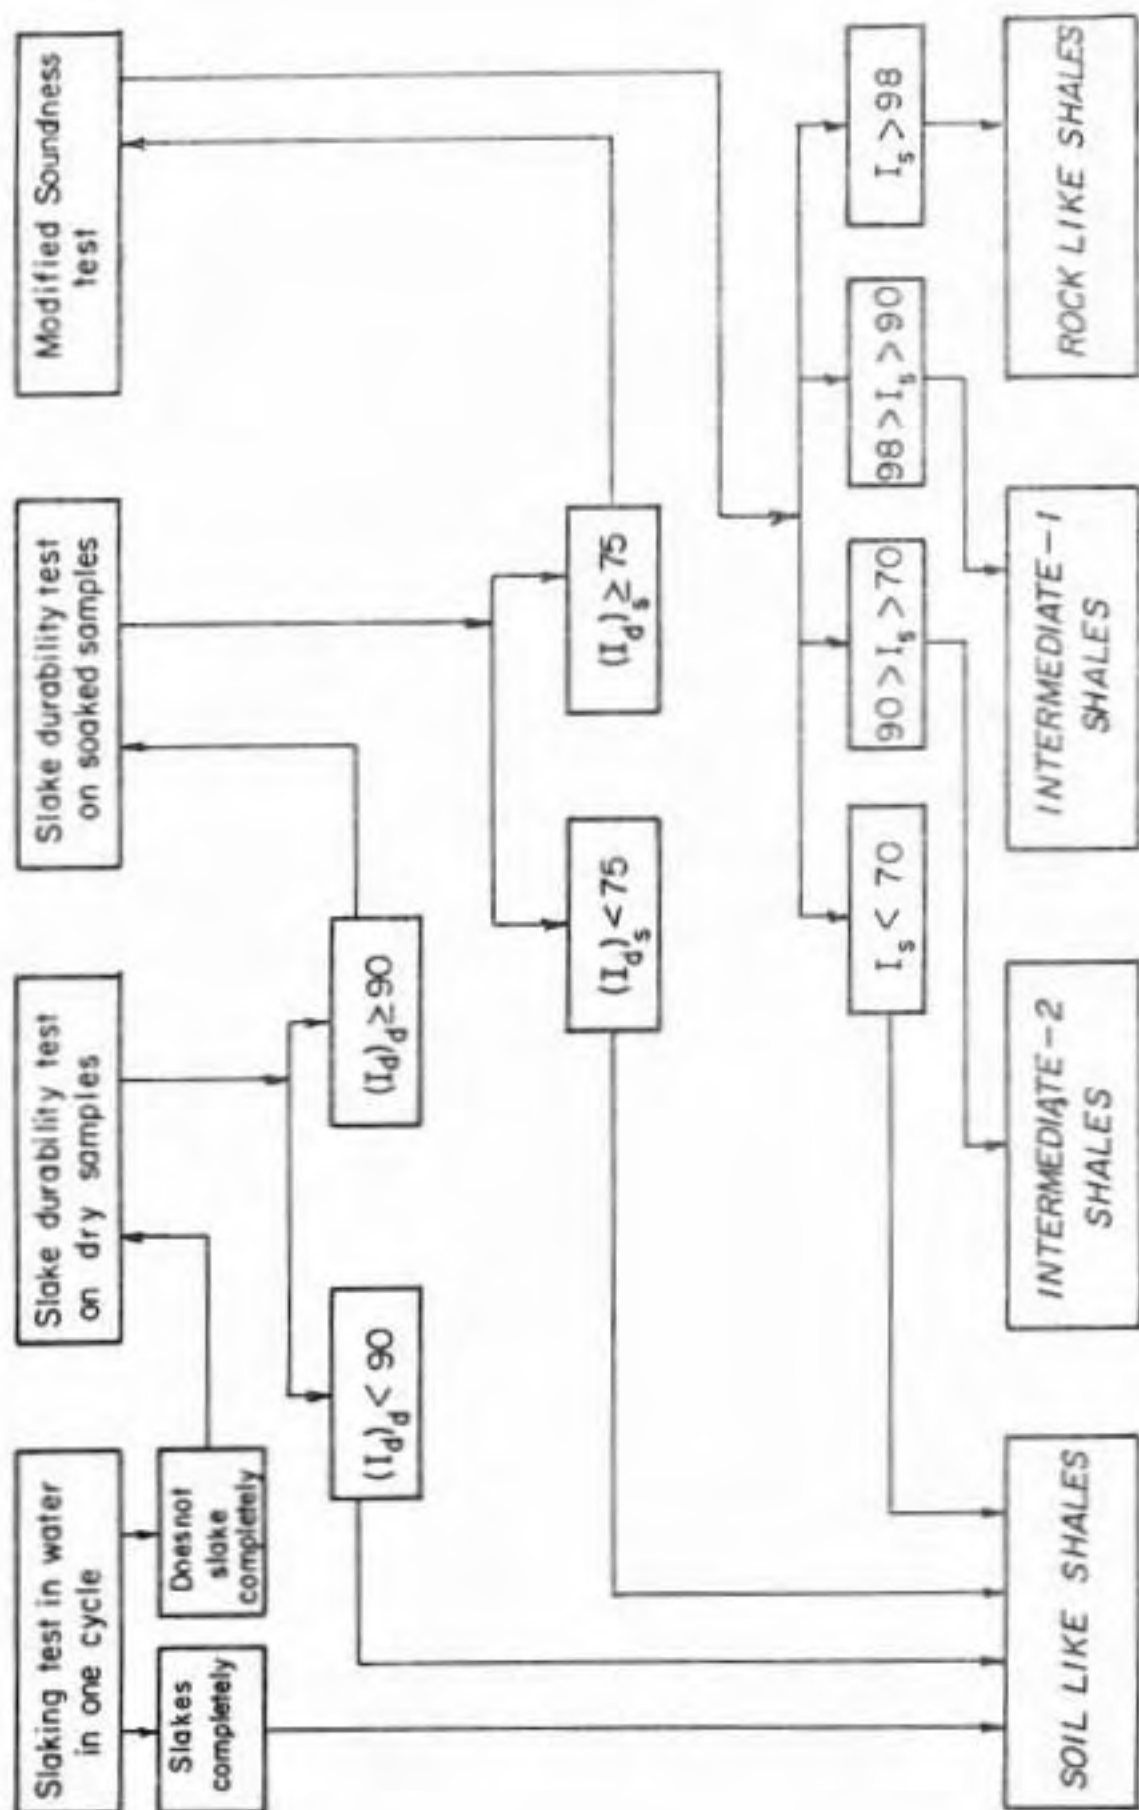 Slaking test in water
in one cycle
Slake durability test
on dry samples
Slake durability test
on soaked samples
Modified Soundness
test
Slakes
completely
Does not
slake
completely
(I_d)_d < 90
(I_d)_d ≥ 90
(I_d)_s < 75
(I_d)_s ≥ 75
I_s < 70
90 > I_s > 70
98 > I_s > 90
I_s > 98
SOIL LIKE SHALES
INTERMEDIATE-2
SHALES
INTERMEDIATE-1
SHALES
ROCK LIKE SHALES